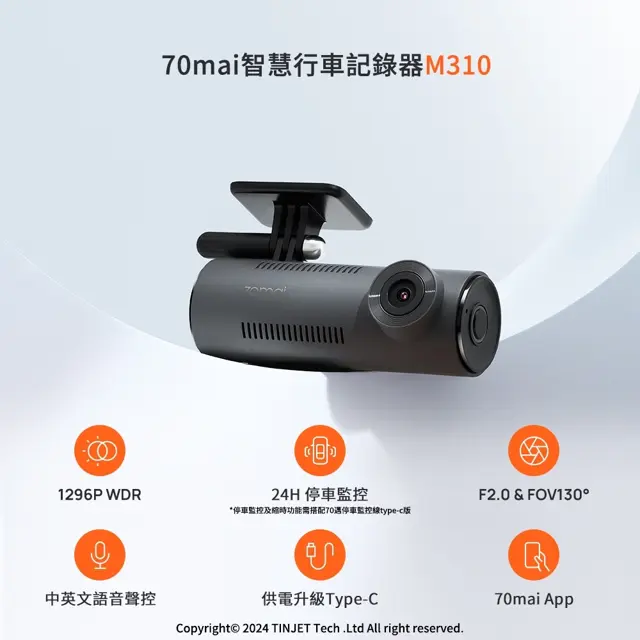 70mai智慧行車記錄器M310
70mai
1296P WDR
24H 停車監控
*停車監控及縮時功能需搭配70邁停車監控線type-c版
F2.0 & FOV130°
中英文語音聲控
供電升級Type-C
70mai App
Copyright© 2024 TINJET Tech .Ltd All right reserved.